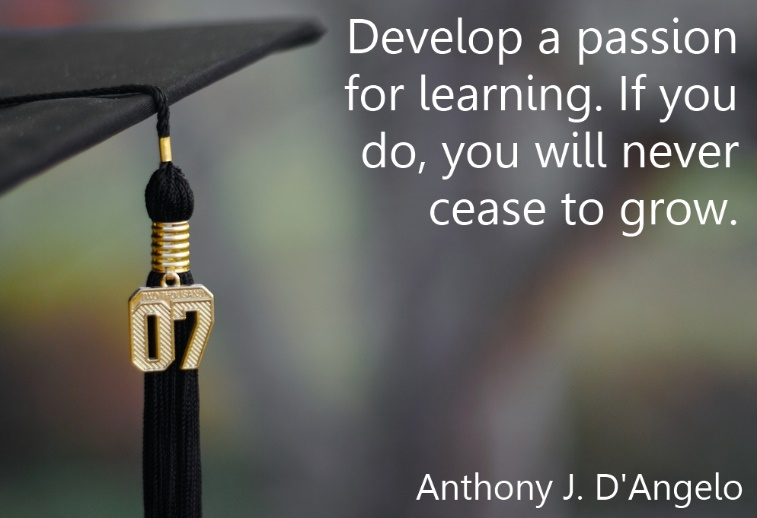 Develop a passion
for learning. If you
do, you will never
cease to grow.
07
Anthony J. D'Angelo